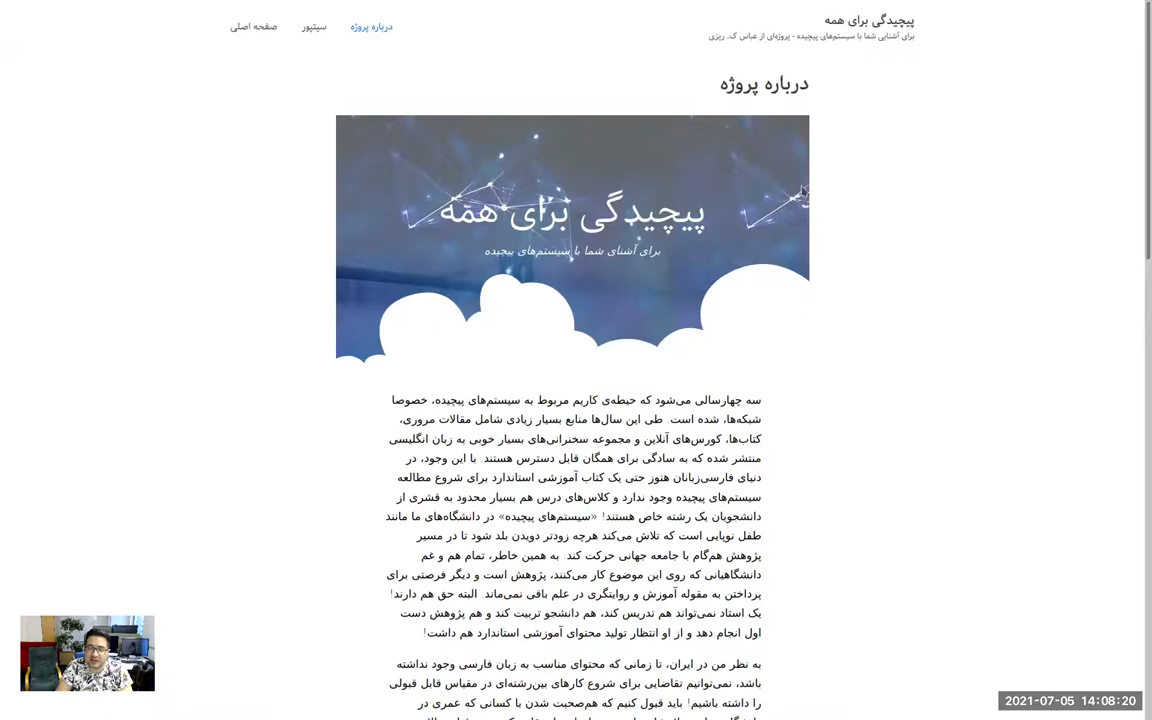 پیچیدگی برای همه
برای آشنایی شما با سیستم‌های پیچیده - پروژه‌ای از عباس ک. ریزی
درباره پروژه
سیتپور
صفحه اصلی
درباره پروژه
پیچیدگی برای همه
برای آشنای شما با سیستم‌های پیچیده
سه چهارسالی می‌شود که حیطه‌ی کاریم مربوط به سیستم‌های پیچیده، خصوصا
شبکه‌ها، شده است. طی این سال‌ها منابع بسیار زیادی شامل مقالات مروری،
کتاب‌ها، کورس‌های آنلاین و مجموعه سخنرانی‌های بسیار خوبی به زبان انگلیسی
منتشر شده که به سادگی برای همگان قابل دسترس هستند. با این وجود، در
دنیای فارسی‌زبانان هنوز حتی یک کتاب آموزشی استاندارد برای شروع مطالعه
سیستم‌های پیچیده وجود ندارد و کلاس‌های درس هم بسیار محدود به قشری از
دانشجویان یک رشته خاص هستند! «سیستم‌های پیچیده» در دانشگاه‌های ما مانند
طفل نوپایی است که تلاش می‌کند هرچه زودتر دویدن بلد شود تا در مسیر
پژوهش هم‌گام با جامعه جهانی حرکت کند. به همین خاطر، تمام هم و غم
دانشگاهیانی که روی این موضوع کار می‌کنند، پژوهش است و دیگر فرصتی برای
پرداختن به مقوله آموزش و روایتگری در علم باقی نمی‌ماند. البته حق هم دارند!
یک استاد نمی‌تواند هم تدریس کند، هم دانشجو تربیت کند و هم پژوهش دست
اول انجام دهد و از او انتظار تولید محتوای آموزشی استاندارد هم داشت!
به نظر من در ایران، تا زمانی که محتوای مناسب به زبان فارسی وجود نداشته
باشد، نمی‌توانیم تقاضایی برای شروع کارهای بین‌رشته‌ای در مقیاس قابل قبولی
را داشته باشیم! باید قبول کنیم که هم‌صحبت شدن با کسانی که عمری در
2021-07-05 14:08:20